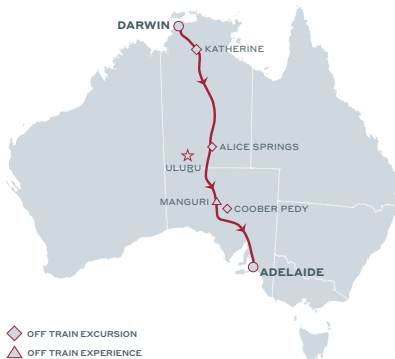 DARWIN
KATHERINE
ALICE SPRINGS
ULURU
MANGURI
COOBER PEDY
ADELAIDE
OFF TRAIN EXCURSION
OFF TRAIN EXPERIENCE